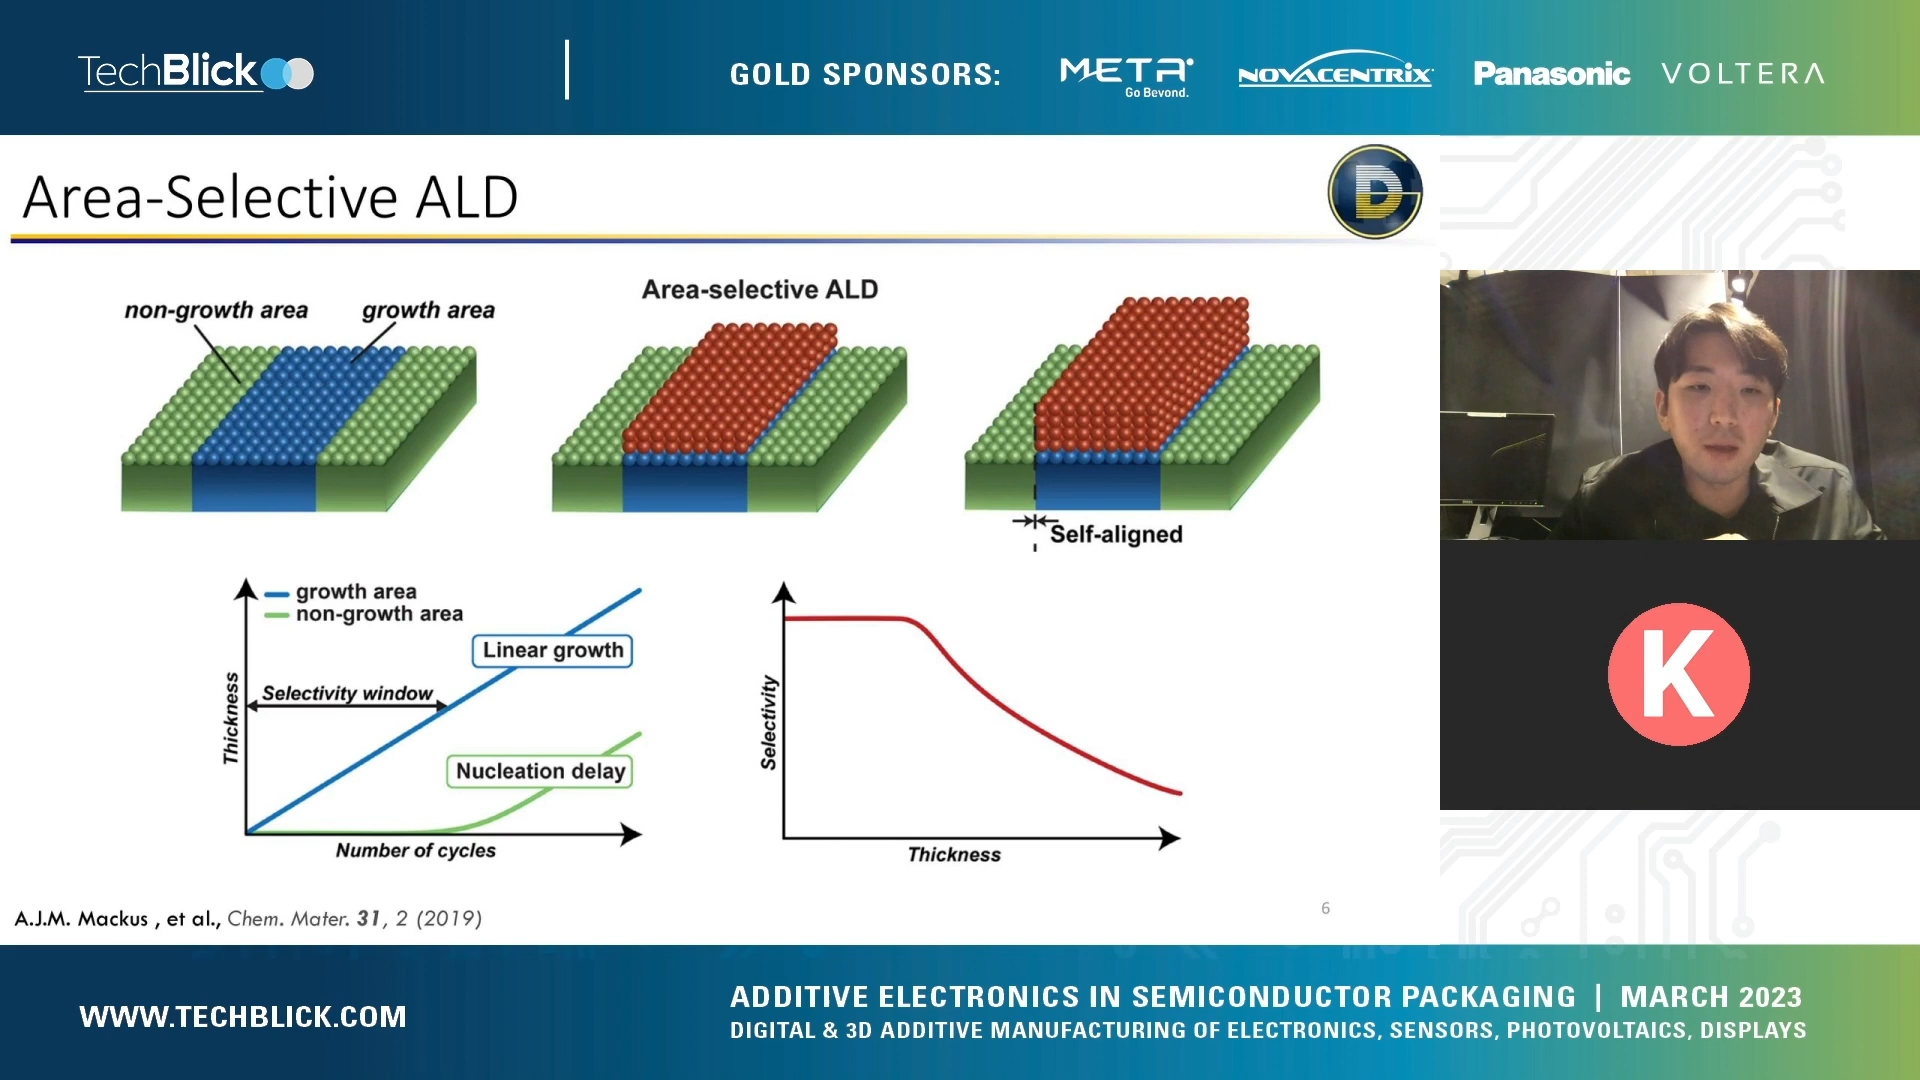 TechBlick
GOLD SPONSORS:
META
Go Beyond.
NOVACENTRIX
Panasonic
VOLTERA
Area-Selective ALD
D
non-growth area
growth area
Area-selective ALD
Self-aligned
growth area
non-growth area
Linear growth
Selectivity window
Nucleation delay
Thickness
Number of cycles
Selectivity
Thickness
K
A.J.M. Mackus , et al., Chem. Mater. 31, 2 (2019)
6
WWW.TECHBLICK.COM
ADDITIVE ELECTRONICS IN SEMICONDUCTOR PACKAGING | MARCH 2023
DIGITAL & 3D ADDITIVE MANUFACTURING OF ELECTRONICS, SENSORS, PHOTOVOLTAICS, DISPLAYS